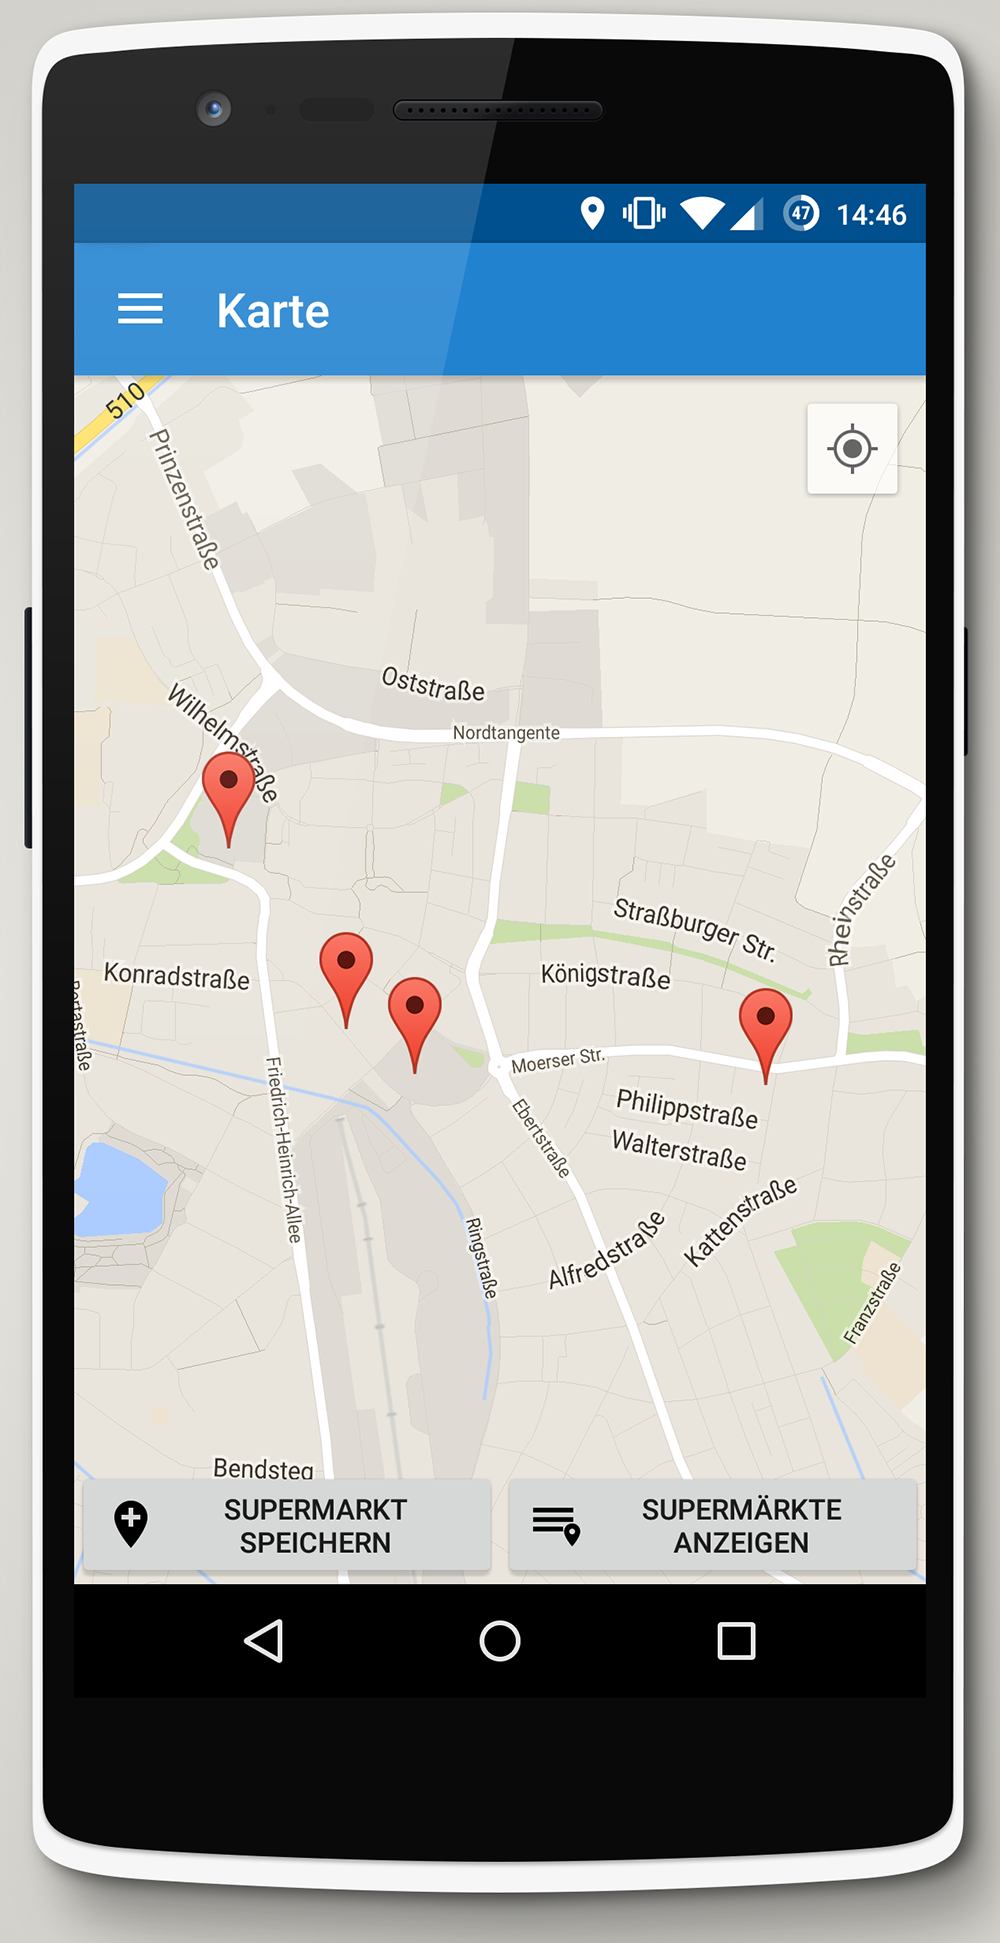 47 14:46
Karte
510
Prinzenstraße
Oststraße
Wilhelmstraße
Nordtangente
Rheinstraße
Straßburger Str.
Konradstraße
Königstraße
Bertastraße
Moerser Str.
Friedrich-Heinrich-Allee
Philippstraße
Ebertstraße
Walterstraße
Kattenstraße
Alfredstraße
Ringstraße
Franzstraße
Bendsteg
SUPERMARKT
SPEICHERN
SUPERMÄRKTE
ANZEIGEN